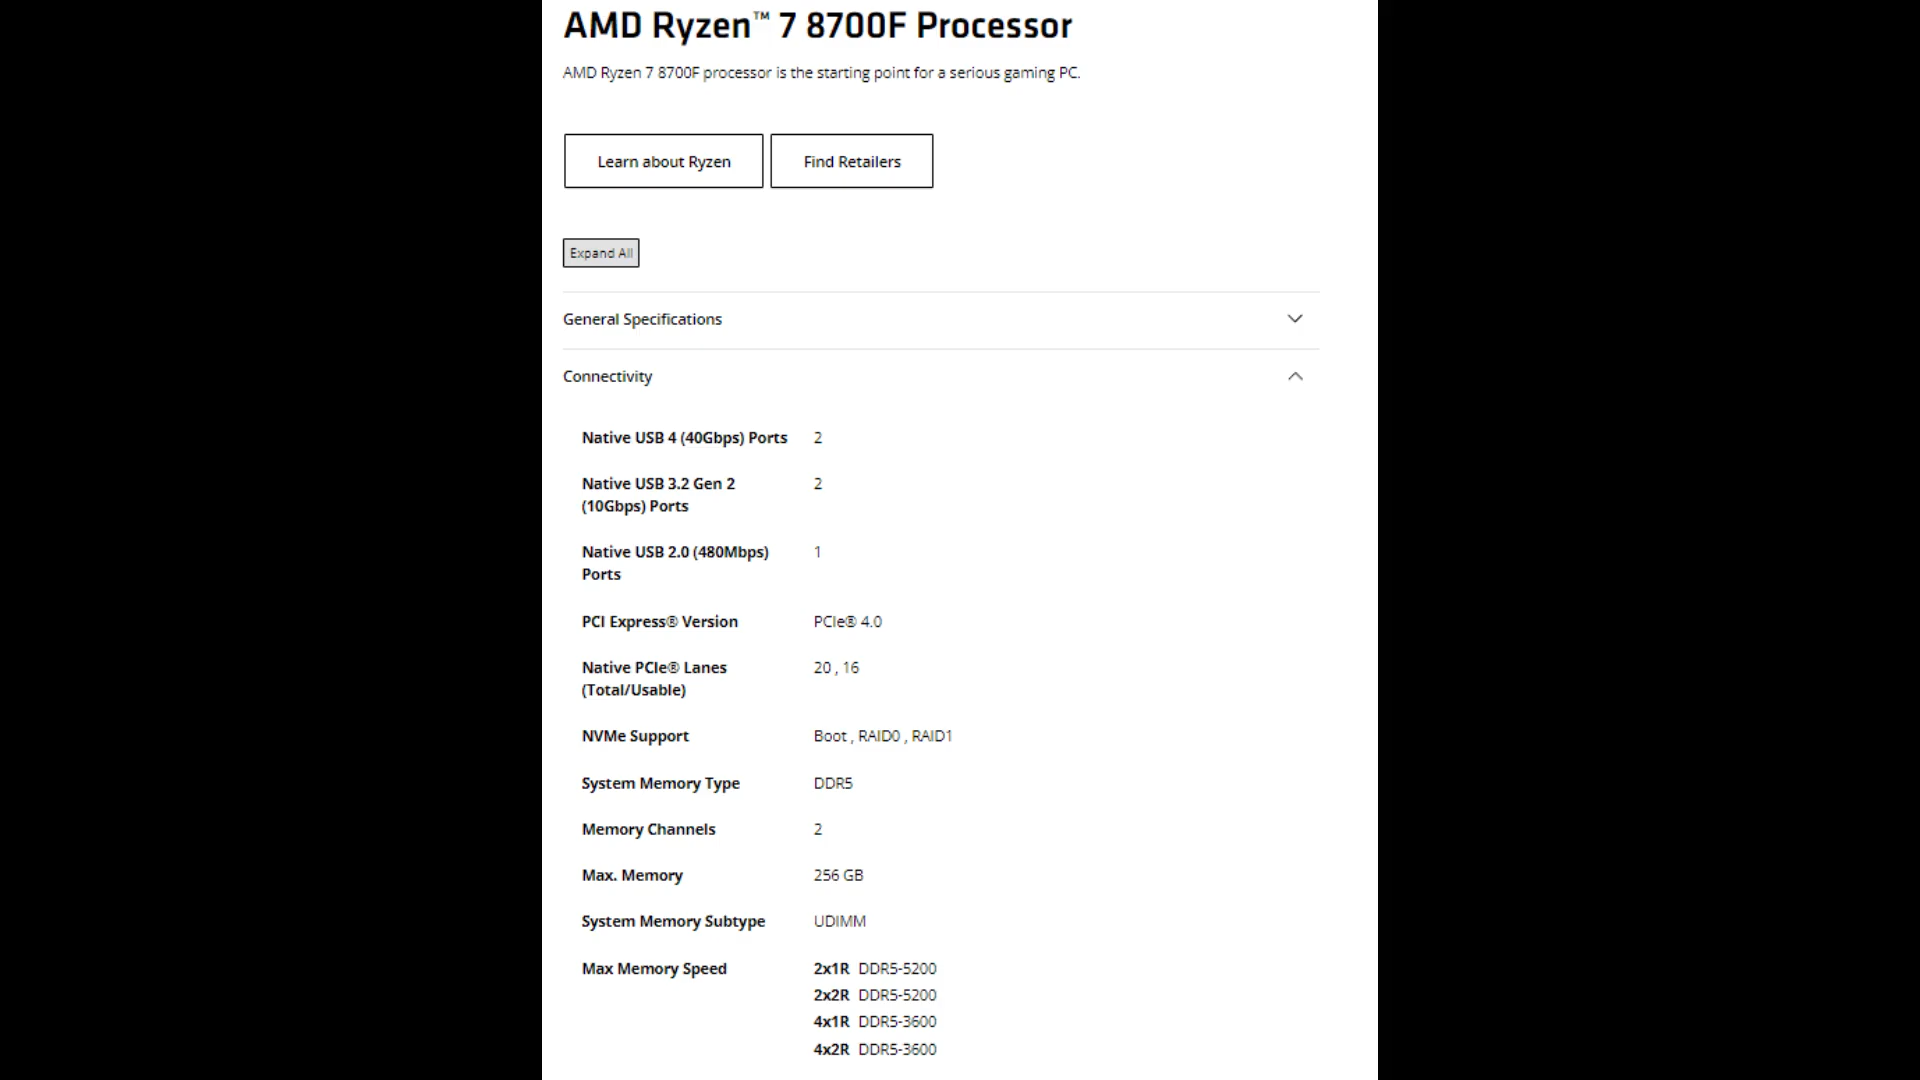 AMD Ryzen™ 7 8700F Processor
AMD Ryzen 7 8700F processor is the starting point for a serious gaming PC.
Learn about Ryzen
Find Retailers
Expand All
General Specifications
Connectivity
Native USB 4 (40Gbps) Ports 2
Native USB 3.2 Gen 2 2
(10Gbps) Ports
Native USB 2.0 (480Mbps) 1
Ports
PCI Express® Version PCIe® 4.0
Native PCIe® Lanes 20 , 16
(Total/Usable)
NVMe Support Boot , RAID0 , RAID1
System Memory Type DDR5
Memory Channels 2
Max. Memory 256 GB
System Memory Subtype UDIMM
Max Memory Speed 2x1R DDR5-5200
2x2R DDR5-5200
4x1R DDR5-3600
4x2R DDR5-3600